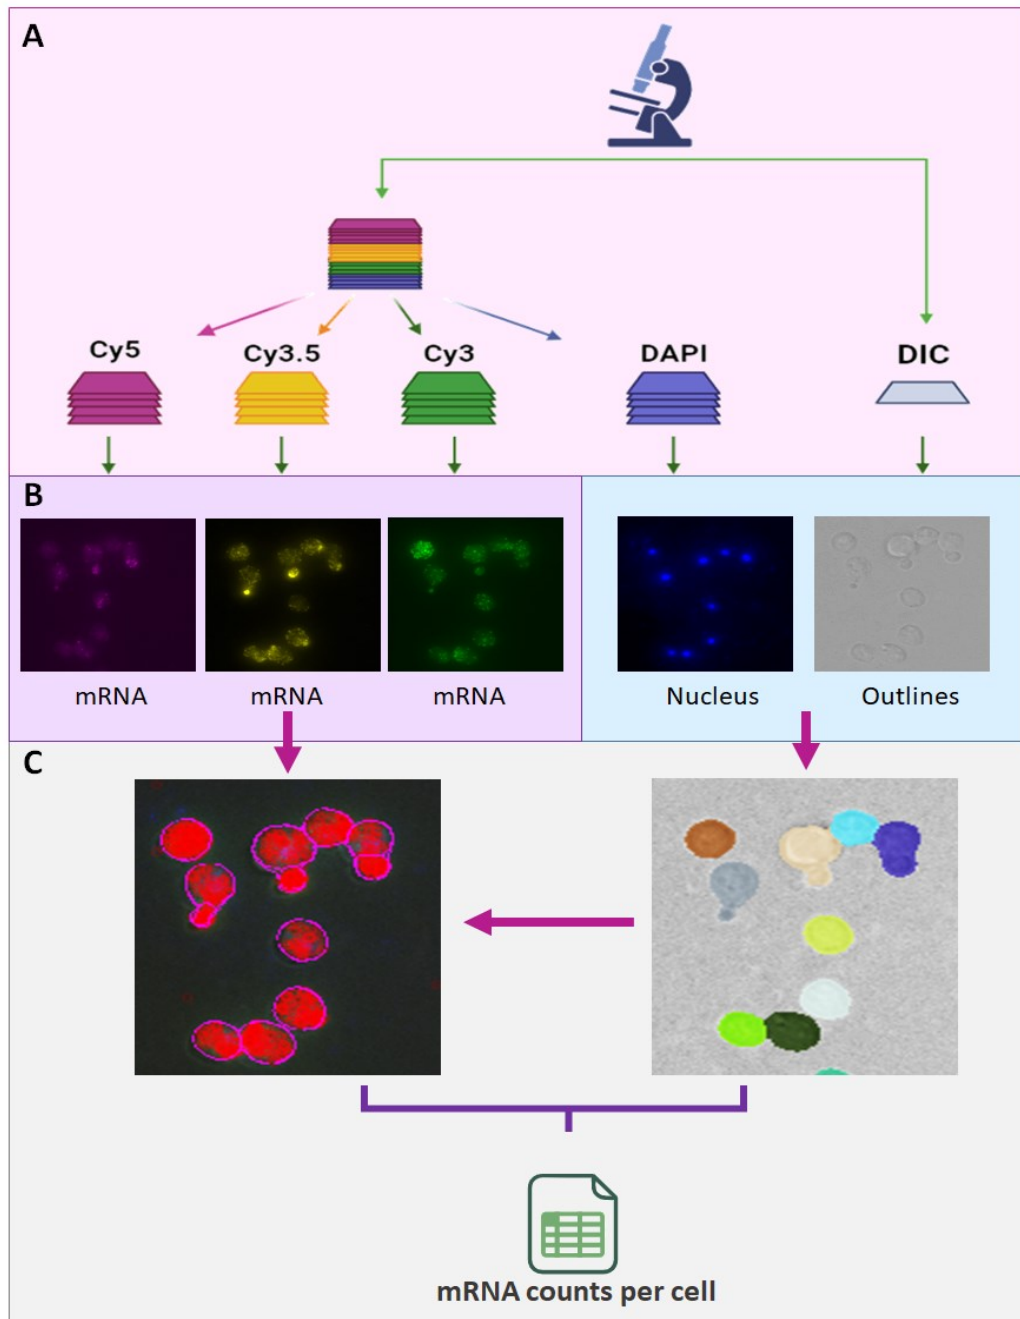 A
Cy5
Cy3.5
Cy3
DAPI
DIC
B
mRNA
mRNA
mRNA
Nucleus
Outlines
C
mRNA counts per cell